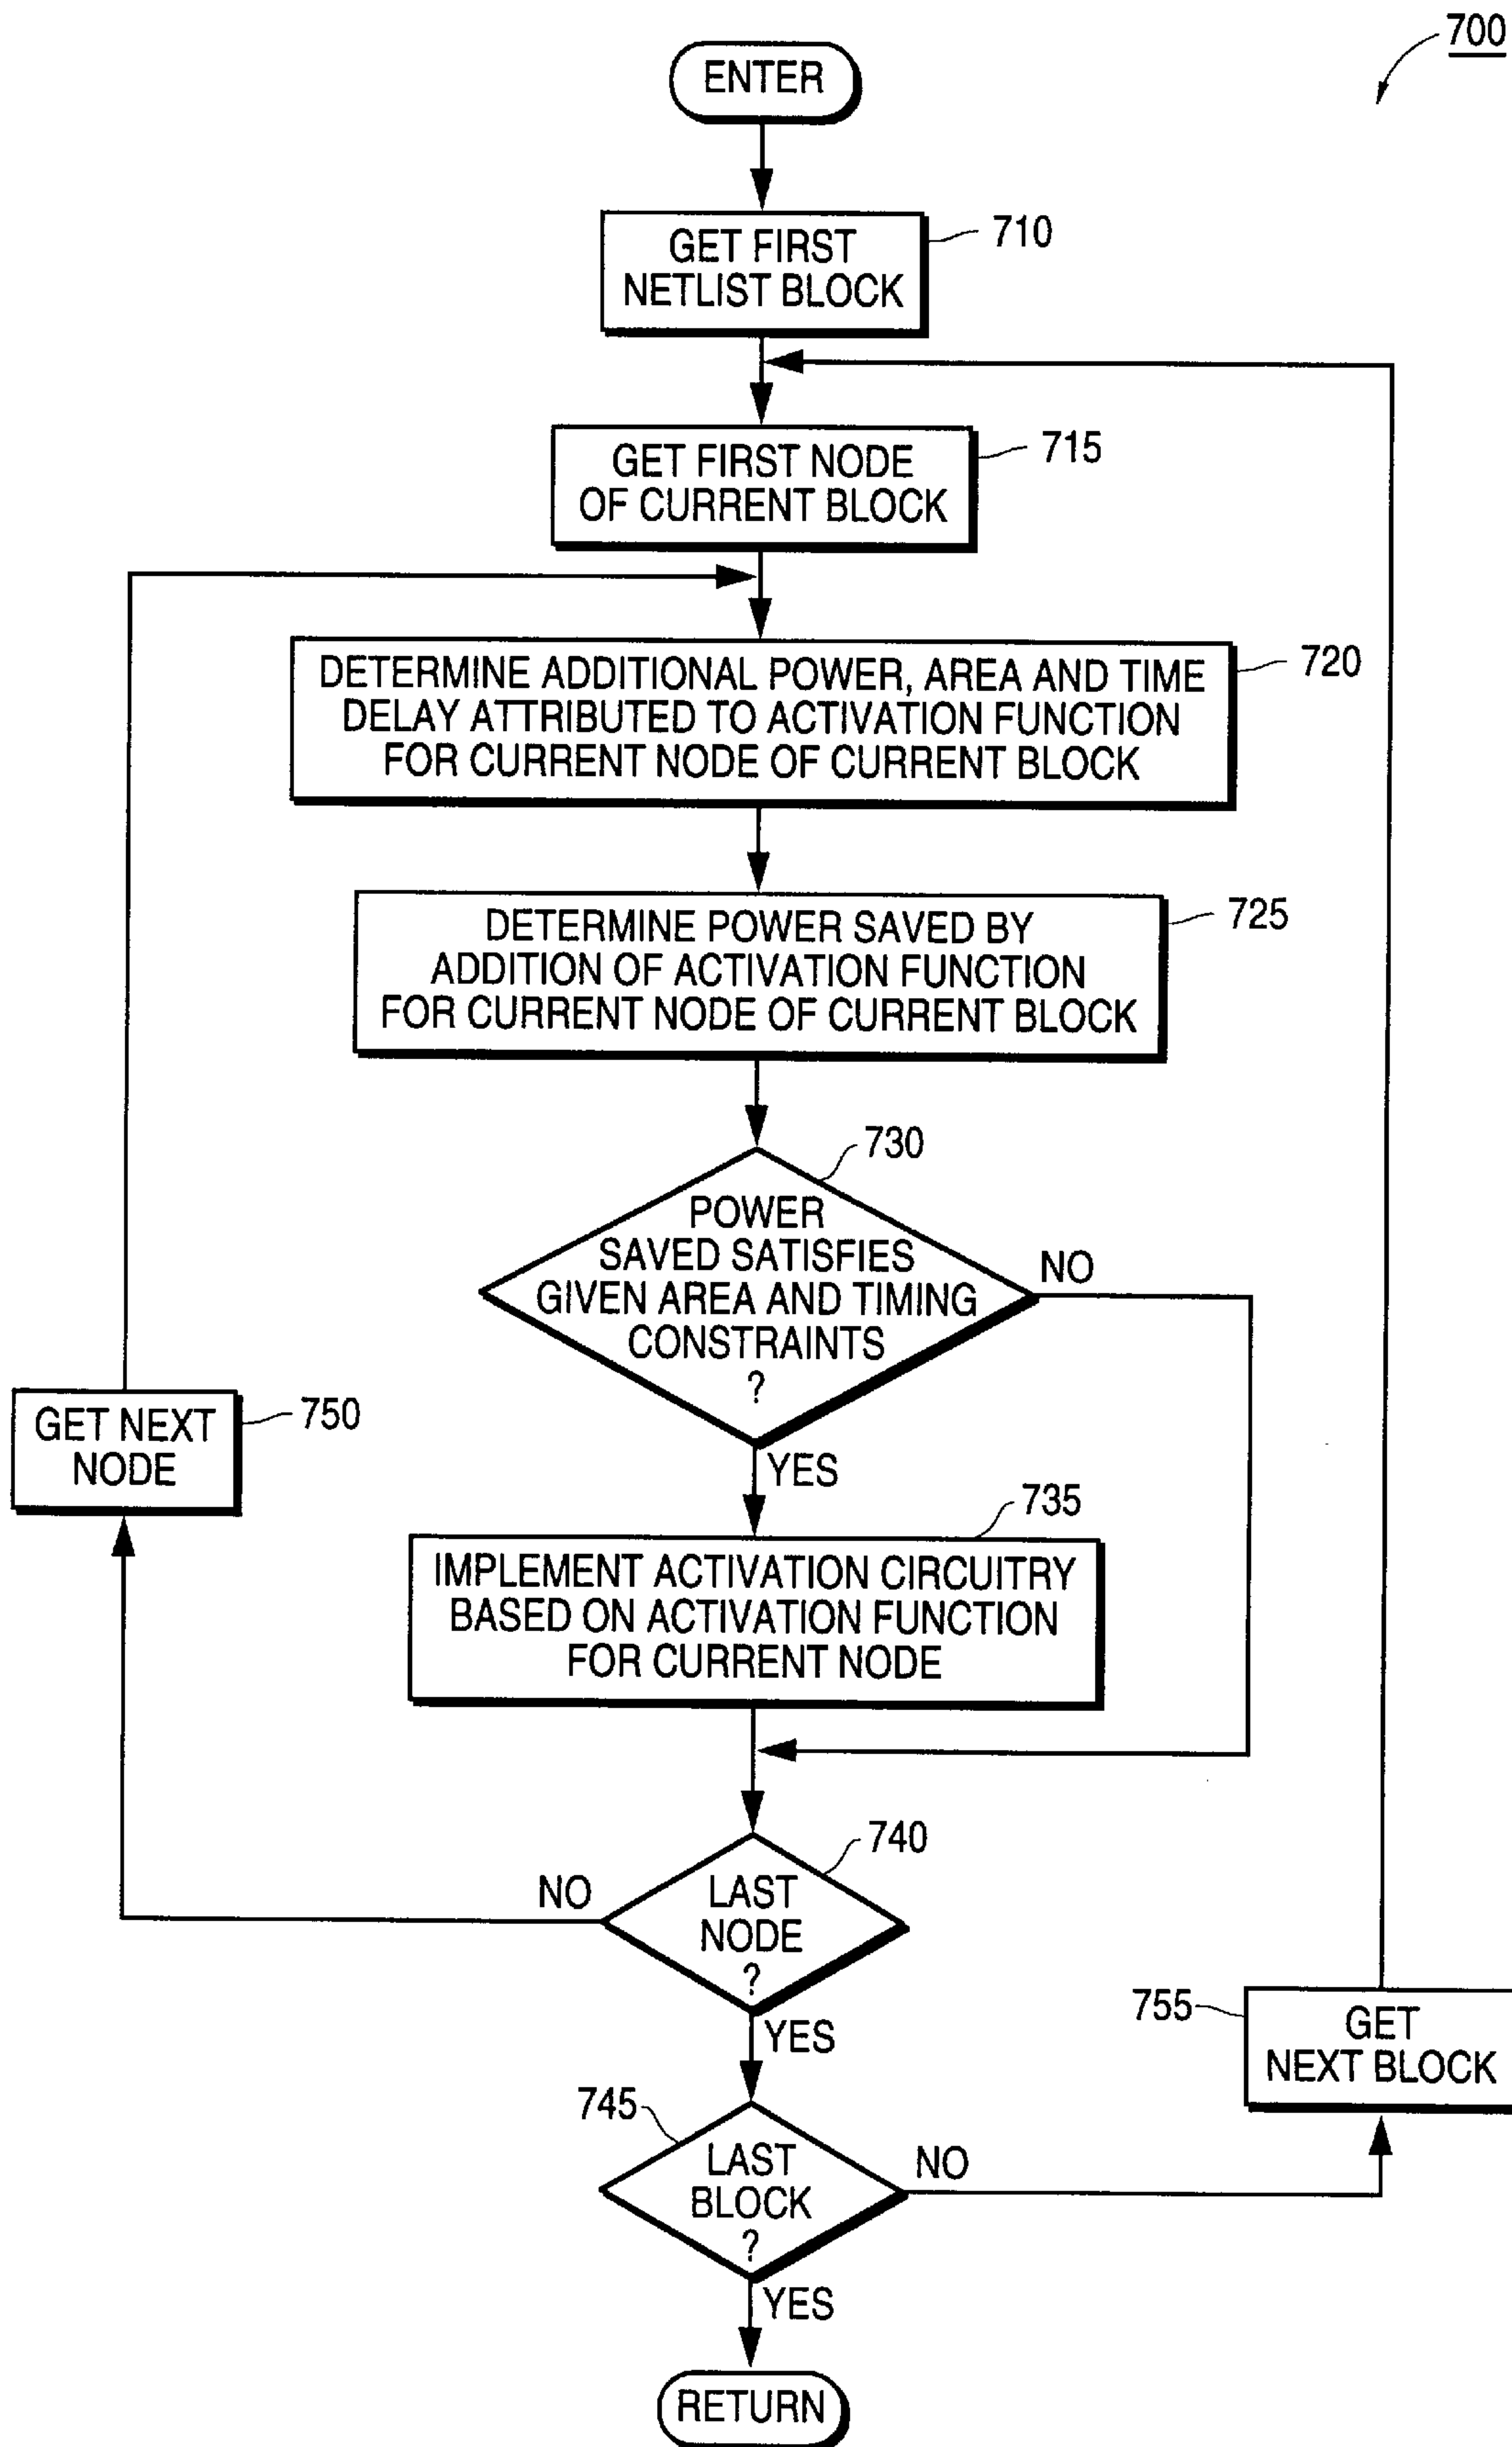 700
ENTER
GET FIRST
NETLIST BLOCK
710
GET FIRST NODE
OF CURRENT BLOCK
715
DETERMINE ADDITIONAL POWER, AREA AND TIME
DELAY ATTRIBUTED TO ACTIVATION FUNCTION
FOR CURRENT NODE OF CURRENT BLOCK
720
DETERMINE POWER SAVED BY
ADDITION OF ACTIVATION FUNCTION
FOR CURRENT NODE OF CURRENT BLOCK
725
730
POWER
SAVED SATISFIES
GIVEN AREA AND TIMING
CONSTRAINTS
?
NO
YES
GET NEXT
NODE
750
735
IMPLEMENT ACTIVATION CIRCUITRY
BASED ON ACTIVATION FUNCTION
FOR CURRENT NODE
740
LAST
NODE
?
NO
YES
755
GET
NEXT BLOCK
745
LAST
BLOCK
?
NO
YES
RETURN